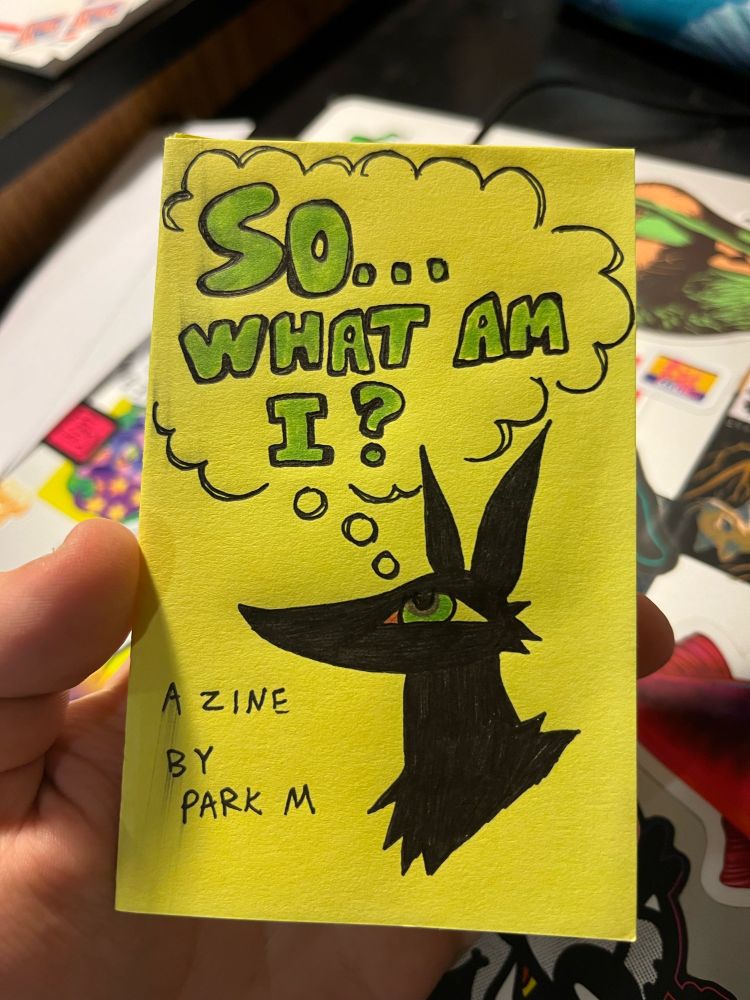 SO...
WHAT AM
I?
A ZINE
BY
PARK M